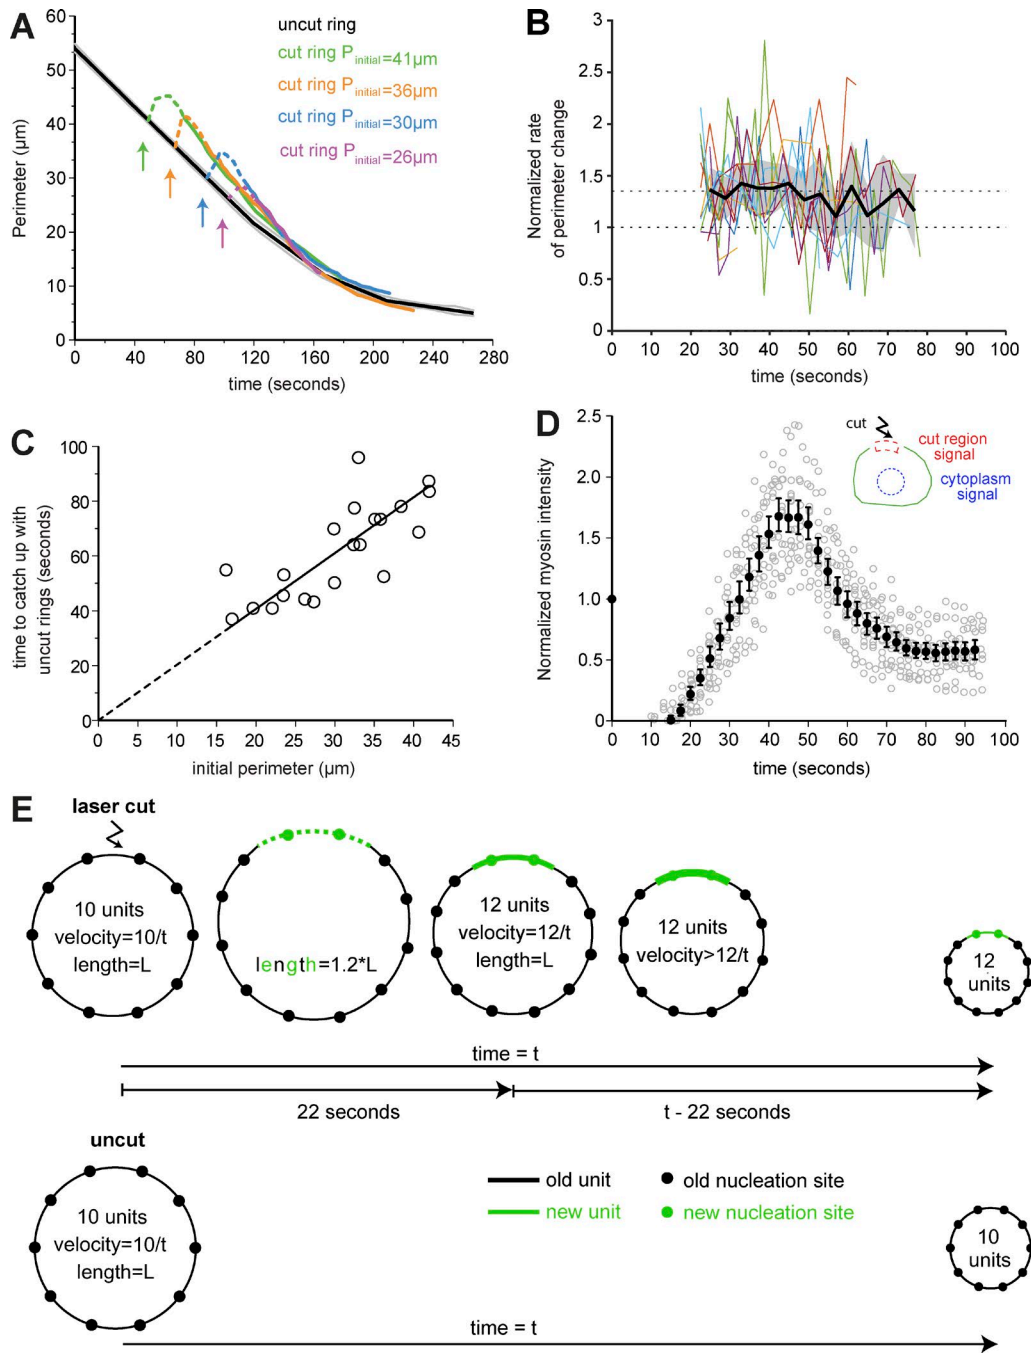 A
60
50
40
30
20
10
0
Perimeter (µm)
0 40 80 120 160 200 240 280
time (seconds)
uncut ring
cut ring Pinitial=41µm
cut ring Pinitial=36µm
cut ring Pinitial=30µm
cut ring Pinitial=26µm
B
3
2.5
2
1.5
1
0.5
0
Normalized rate
of perimeter change
0 10 20 30 40 50 60 70 80 90 100
time (seconds)
C
100
80
60
40
20
0
time to catch up with
uncut rings (seconds)
0 5 10 15 20 25 30 35 40 45
initial perimeter (µm)
D
2.5
2.0
1.5
1.0
0.5
0
Normalized myosin intensity
0 10 20 30 40 50 60 70 80 90 100
time (seconds)
cut
cut region
signal
cytoplasm
signal
E
laser cut
10 units
velocity=10/t
length=L
length=1.2*L
12 units
velocity=12/t
length=L
12 units
velocity>12/t
12
units
time = t
22 seconds
t - 22 seconds
uncut
10 units
velocity=10/t
length=L
old unit
old nucleation site
new unit
new nucleation site
10
units
time = t